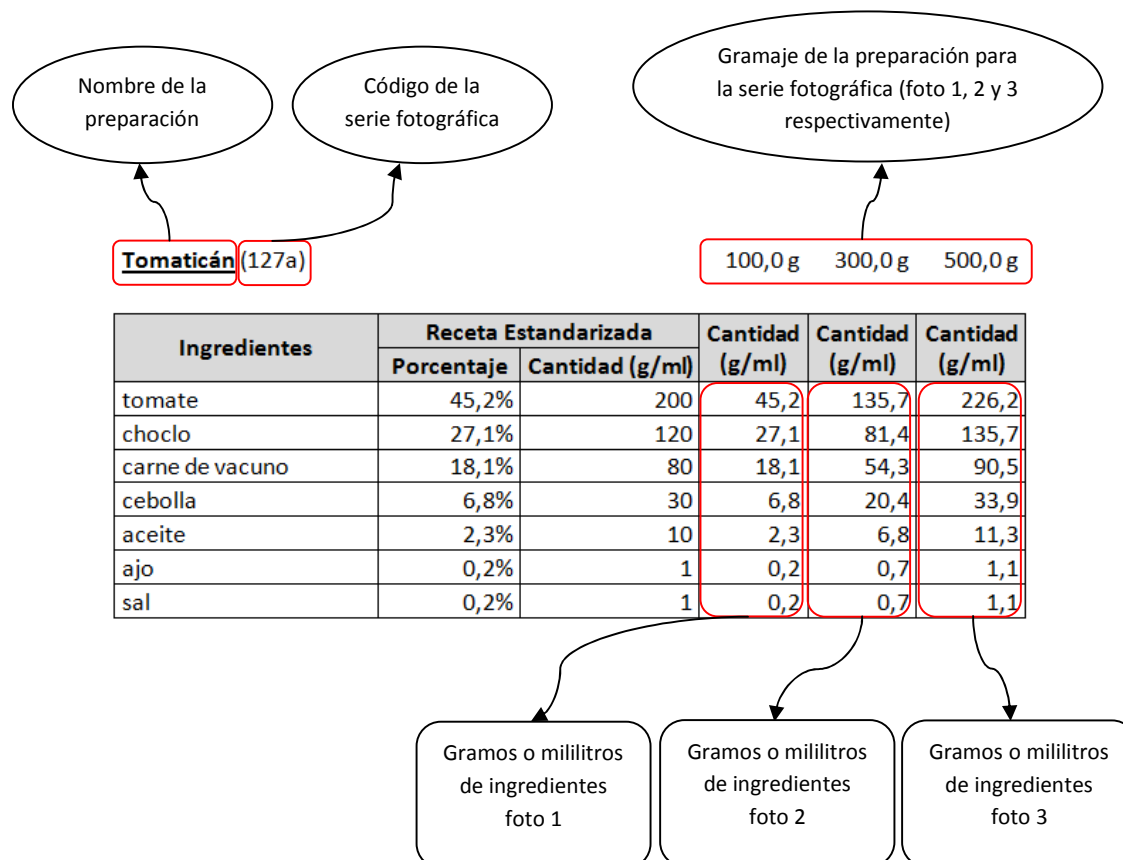 Nombre de la
preparación
Código de la
serie fotográfica
Gramaje de la preparación para
la serie fotográfica (foto 1, 2 y 3
respectivamente)
Tomaticán (127a) 100,0 g 300,0 g 500,0 g
Ingredientes Receta Estandarizada Cantidad (g/ml) Cantidad (g/ml) Cantidad (g/ml)
Porcentaje Cantidad (g/ml)
tomate 45,2% 200 45,2 135,7 226,2
choclo 27,1% 120 27,1 81,4 135,7
carne de vacuno 18,1% 80 18,1 54,3 90,5
cebolla 6,8% 30 6,8 20,4 33,9
aceite 2,3% 10 2,3 6,8 11,3
ajo 0,2% 1 0,2 0,7 1,1
sal 0,2% 1 0,2 0,7 1,1
Gramos o mililitros
de ingredientes
foto 1
Gramos o mililitros
de ingredientes
foto 2
Gramos o mililitros
de ingredientes
foto 3